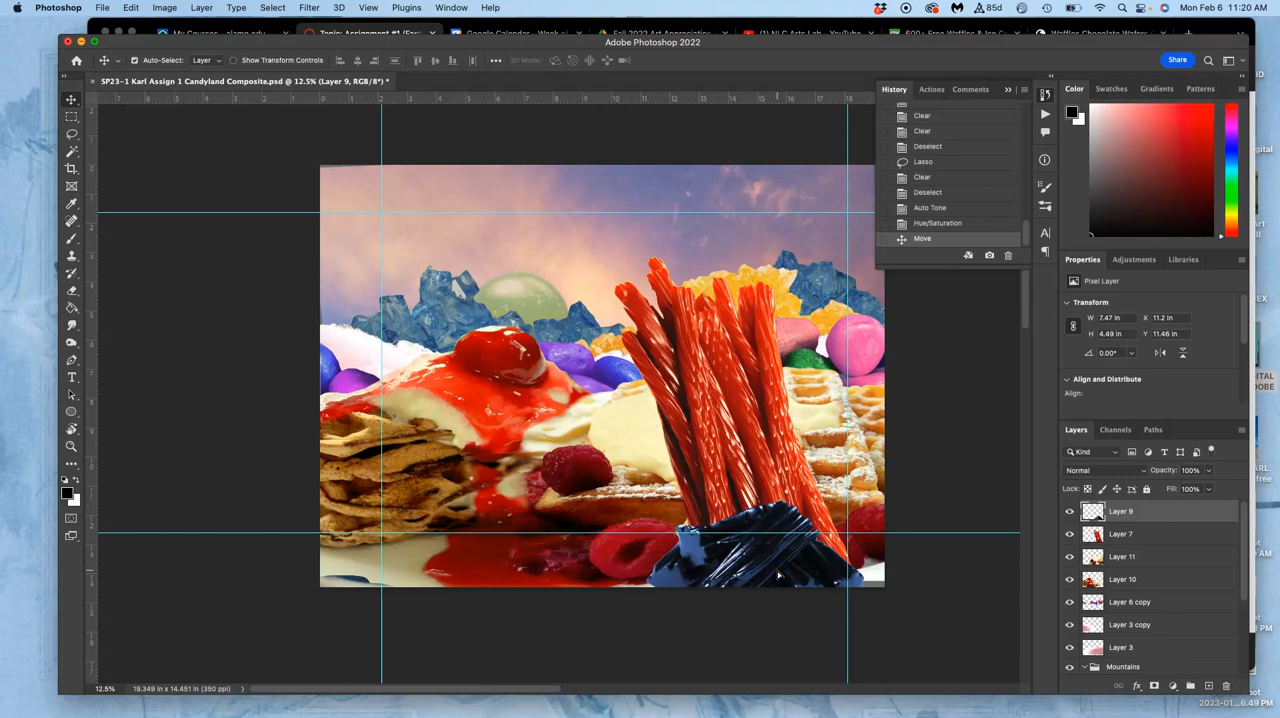 Photoshop File Edit Image Layer Type Select Filter 3D View Plugins Window Help 85d Mon Feb 6 11:20 AM
Adobe Photoshop 2022
Auto-Select: Layer Show Transform Controls 3D Mode: Share
SP23-1 Karl Assign 1 Candyland Composite.psd @ 12.5% (Layer 9, RGB/8*) *
History Actions Comments
Color Swatches Gradients Patterns
Clear
Clear
Deselect
Lasso
Clear
Deselect
Auto Tone
Hue/Saturation
Move
Properties Adjustments Libraries
Pixel Layer
Transform
W 7.47 in X 11.2 in
H 4.49 in Y 11.46 in
0.00°
Align and Distribute
Align:
Layers Channels Paths
Kind
Normal Opacity: 100%
Lock: Fill: 100%
Layer 9
Layer 7
Layer 11
Layer 10
Layer 6 copy
Layer 3 copy
Layer 3
Mountains
12.5% 19.349 in x 14.451 in (350 ppi)